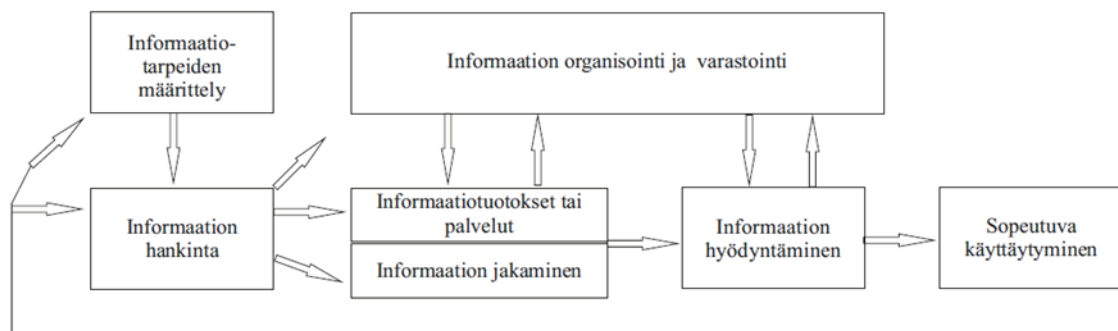 Informaatio-
tarpeiden
määrittely
Informaation organisointi ja varastointi
Informaation
hankinta
Informaatiotuotokset tai
palvelut
Informaation jakaminen
Informaation
hyödyntäminen
Sopeutuva
käyttäytyminen